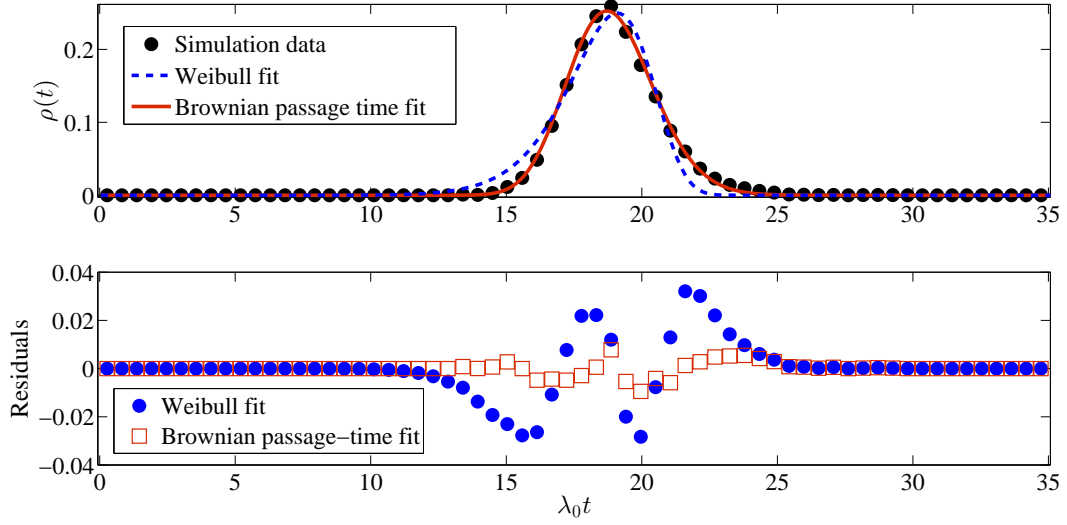 0.2
0.1
0
ρ(t)
Simulation data
Weibull fit
Brownian passage time fit
0 5 10 15 20 25 30 35
0.04
0.02
0
−0.02
−0.04
Residuals
Weibull fit
Brownian passage−time fit
0 5 10 15 20 25 30 35
λ₀t